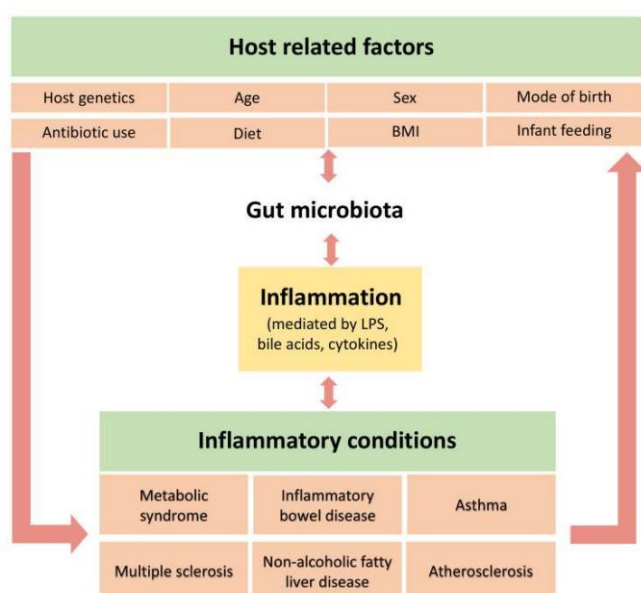 Host related factors
Host genetics Age Sex Mode of birth
Antibiotic use Diet BMI Infant feeding
Gut microbiota
Inflammation
(mediated by LPS,
bile acids, cytokines)
Inflammatory conditions
Metabolic
syndrome
Inflammatory
bowel disease
Asthma
Multiple sclerosis
Non-alcoholic fatty
liver disease
Atherosclerosis